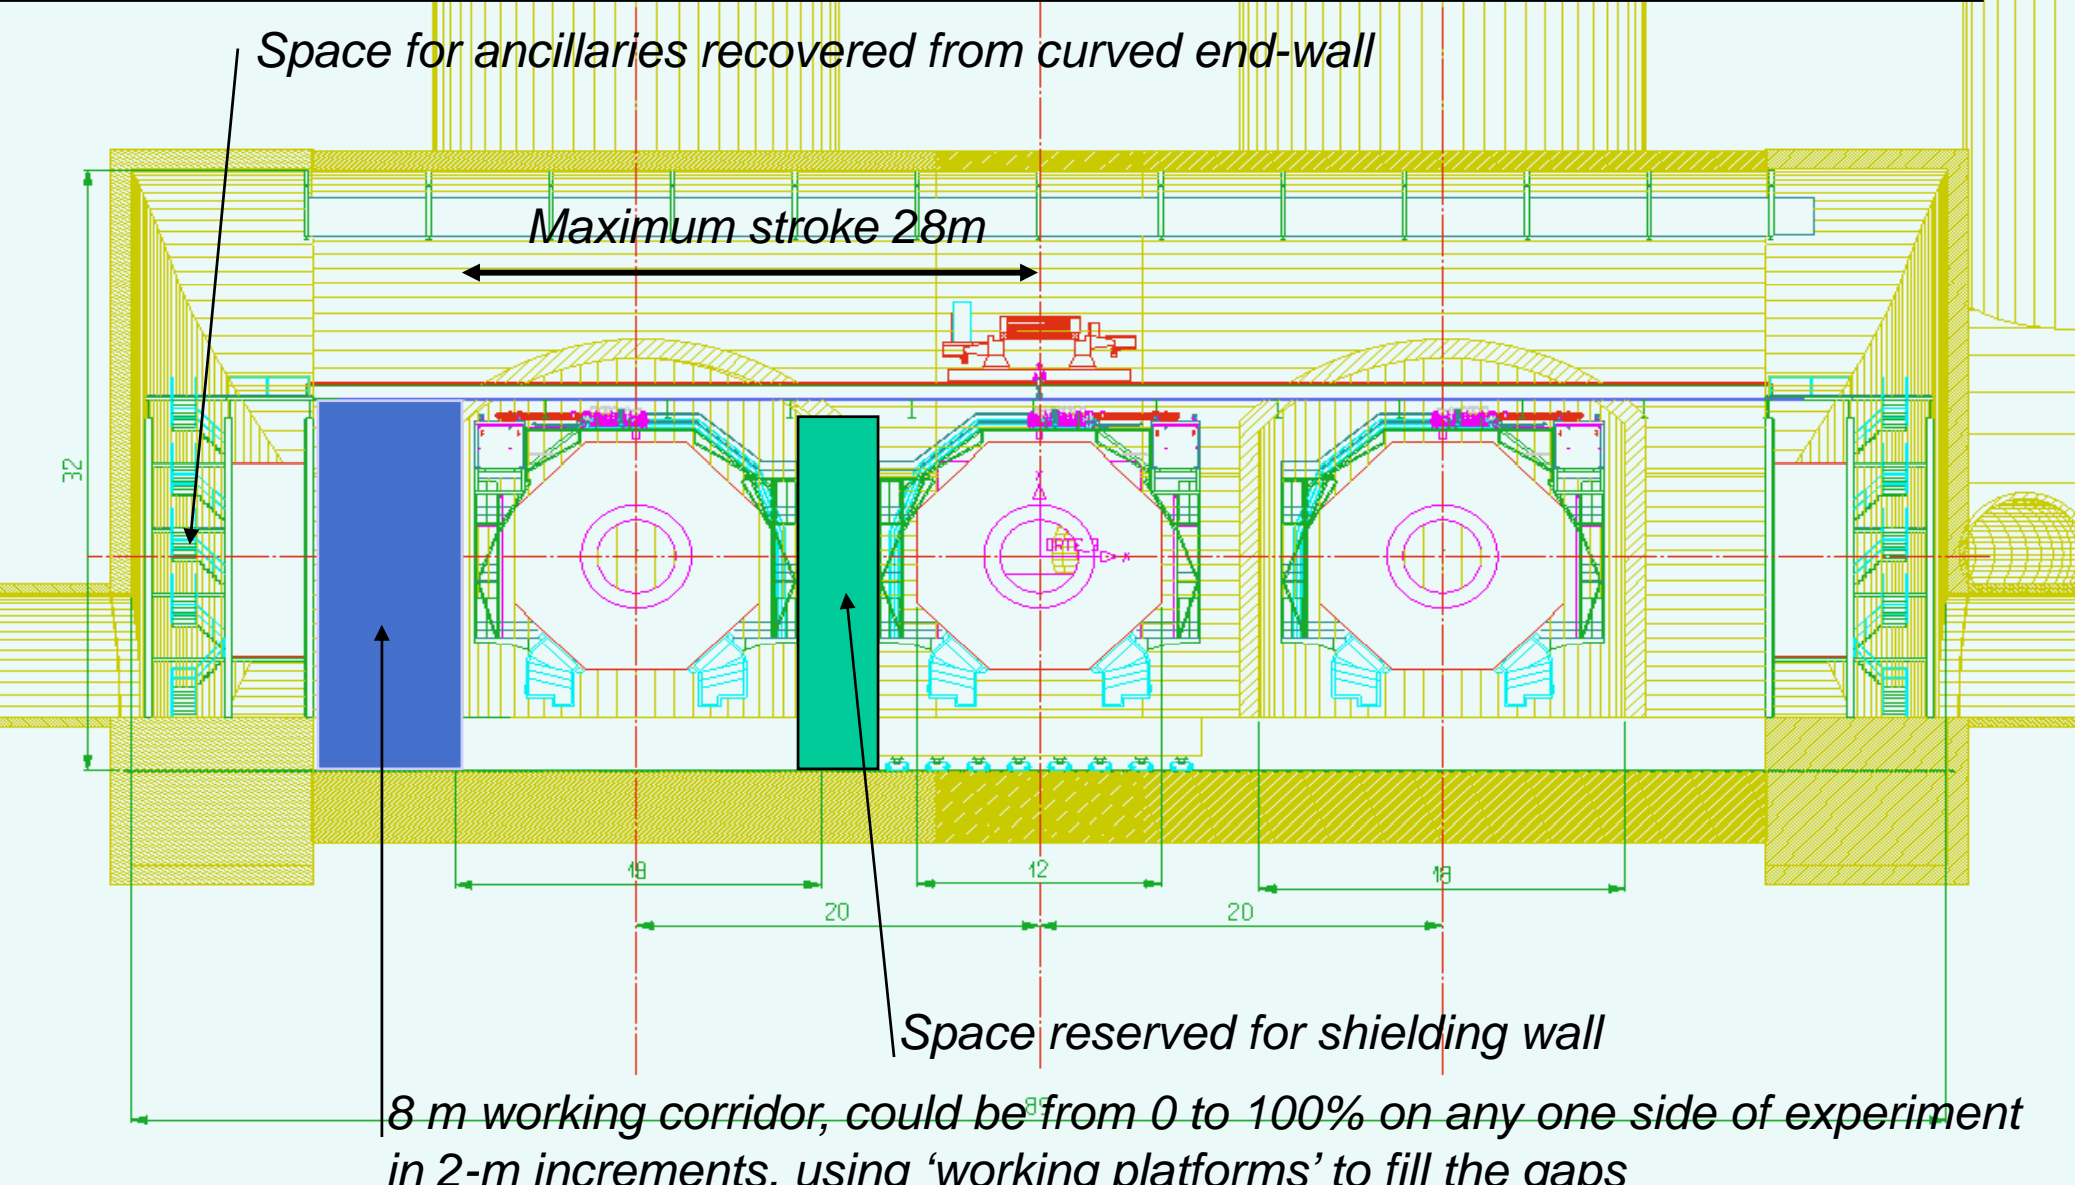 Space for ancillaries recovered from curved end-wall
Maximum stroke 28m
32
X
18
12
18
20
20
Space reserved for shielding wall
8 m working corridor, could be from 0 to 100% on any one side of experiment
in 2-m increments, using ‘working platforms’ to fill the gaps